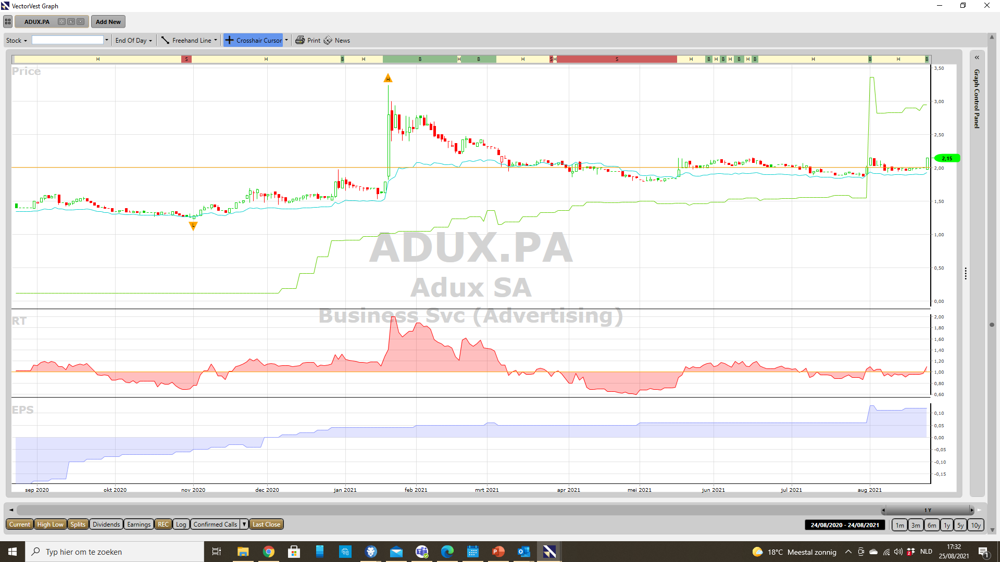 VectorVest Graph
ADUX.PA Add New
Stock End Of Day Freehand Line Crosshair Cursor Print News
H S H B H B H B H S H S H B H B H B H B H B H B
Price
H
L
3,50
3,00
2,50
2,15
2,00
1,50
1,00
0,50
0,00
ADUX.PA
Adux SA
Business Svc (Advertising)
RT
2,00
1,80
1,60
1,40
1,20
1,00
0,80
0,60
EPS
0,10
0,05
0,00
-0,05
-0,10
-0,15
sep 2020 okt 2020 nov 2020 dec 2020 jan 2021 feb 2021 mrt 2021 apr 2021 mei 2021 jun 2021 jul 2021 aug 2021
« Graph Control Panel
1 Y
Current High Low Splits Dividends Earnings REC Log Confirmed Calls Last Close 24/08/2020 - 24/08/2021 1m 3m 6m 1y 5y 10y
Typ hier om te zoeken 18°C Meestal zonnig NLD 17:32
25/08/2021 1